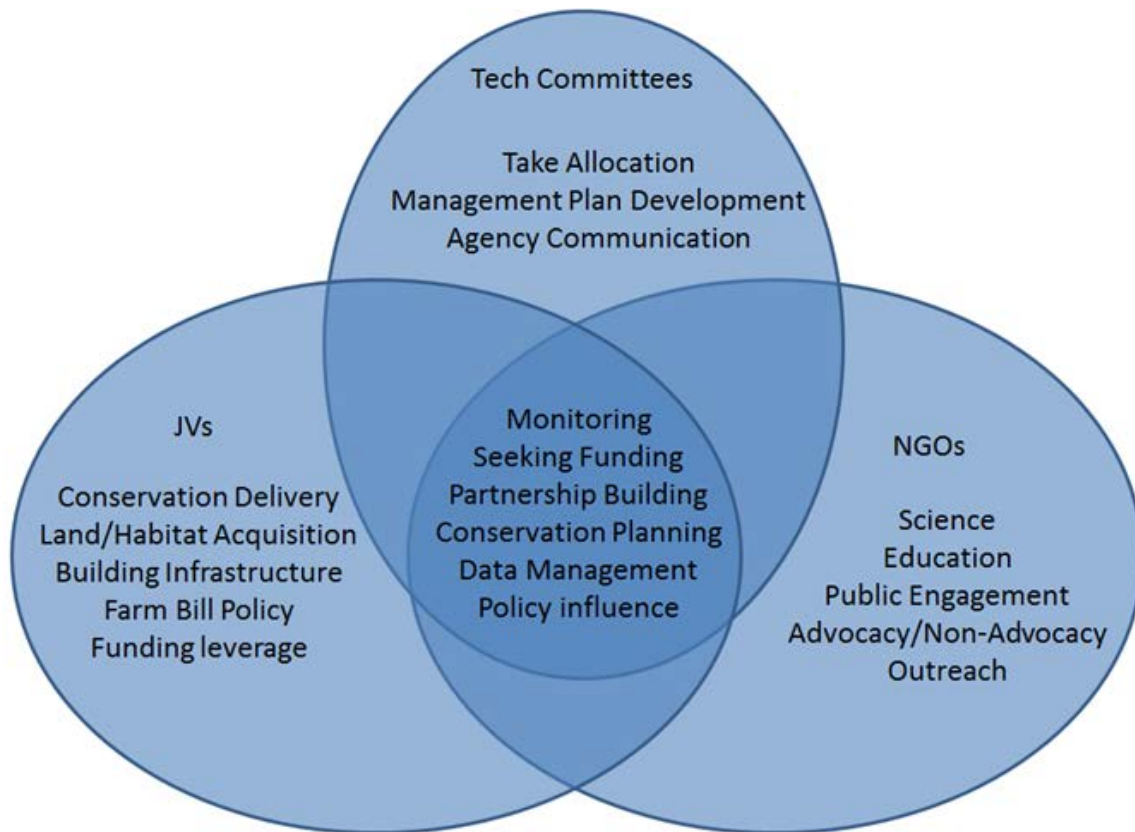 Tech Committees
Take Allocation
Management Plan Development
Agency Communication
JVs
Conservation Delivery
Land/Habitat Acquisition
Building Infrastructure
Farm Bill Policy
Funding leverage
Monitoring
Seeking Funding
Partnership Building
Conservation Planning
Data Management
Policy influence
NGOs
Science
Education
Public Engagement
Advocacy/Non-Advocacy
Outreach